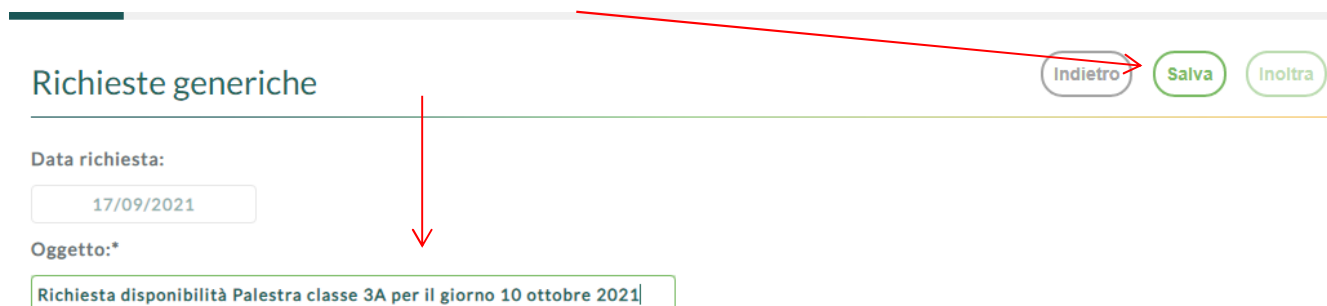 Richieste generiche
Indietro Salva Inoltra
Data richiesta:
17/09/2021
Oggetto:*
Richiesta disponibilità Palestra classe 3A per il giorno 10 ottobre 2021